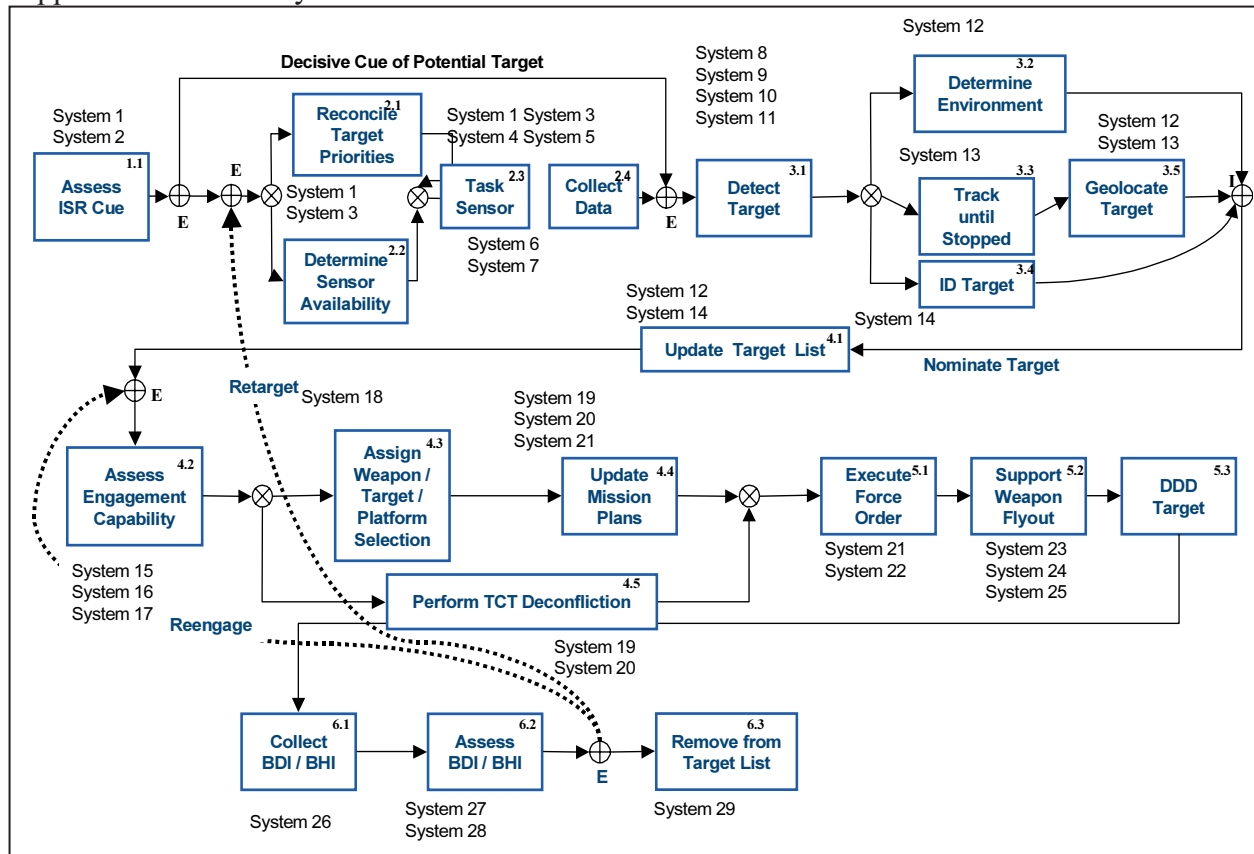 Decisive Cue of Potential Target
System 1
System 2
1.1
Assess
ISR Cue
E
E
2.1
Reconcile
Target
Priorities
System 1
System 3
2.2
Determine
Sensor
Availability
System 1 System 3
System 4 System 5
2.3
Task
Sensor
System 6
System 7
2.4
Collect
Data
E
System 8
System 9
System 10
System 11
3.1
Detect
Target
System 12
3.2
Determine
Environment
System 13
3.3
Track
until
Stopped
System 12
System 13
3.5
Geolocate
Target
I
3.4
ID Target
System 14
Nominate Target
System 12
System 14
4.1
Update Target List
E
Retarget
4.2
Assess
Engagement
Capability
System 15
System 16
System 17
System 18
4.3
Assign
Weapon /
Target /
Platform
Selection
System 19
System 20
System 21
4.4
Update
Mission
Plans
4.5
Perform TCT Deconfliction
System 19
System 20
5.1
Execute
Force
Order
System 21
System 22
5.2
Support
Weapon
Flyout
System 23
System 24
System 25
5.3
DDD
Target
Reengage
6.1
Collect
BDI / BHI
System 26
6.2
Assess
BDI / BHI
System 27
System 28
E
6.3
Remove from
Target List
System 29